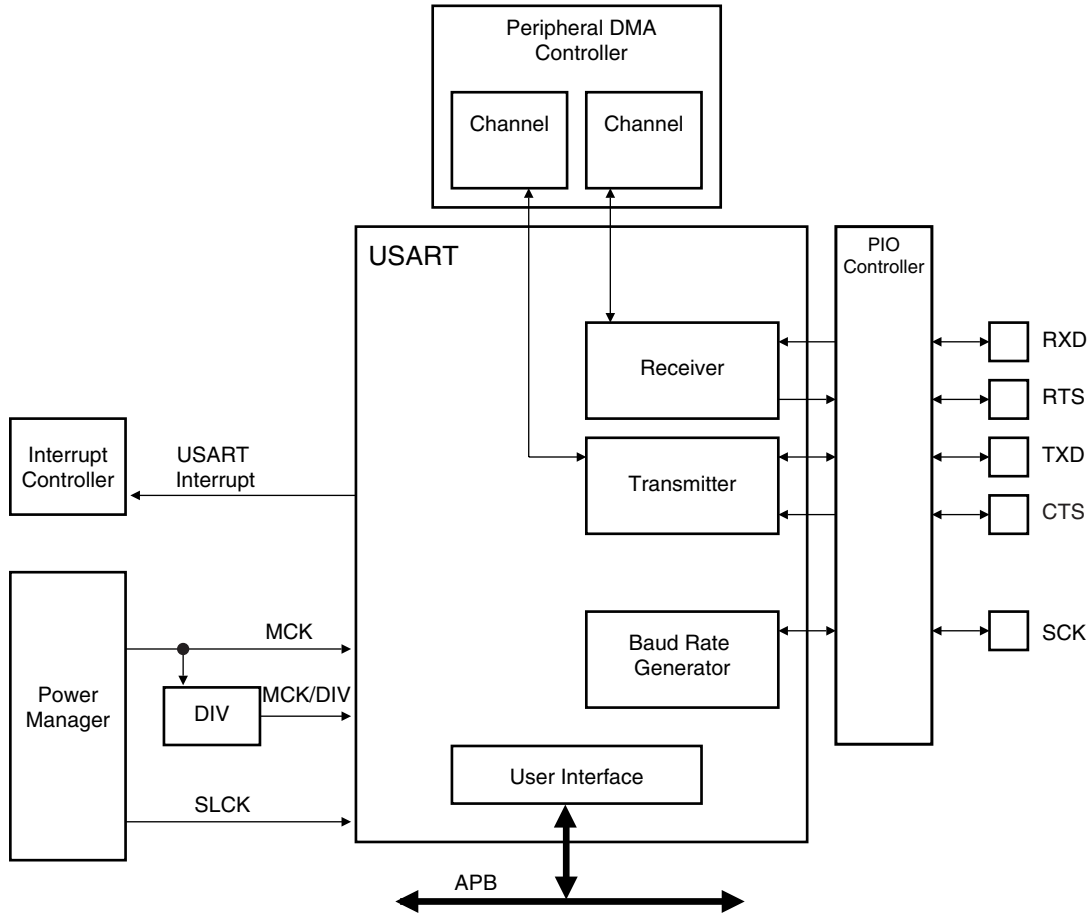 Peripheral DMA
Controller
Channel
Channel
USART
PIO
Controller
Receiver
RXD
RTS
Interrupt
Controller
USART
Interrupt
Transmitter
TXD
CTS
Power
Manager
MCK
DIV
MCK/DIV
SLCK
Baud Rate
Generator
SCK
User Interface
APB